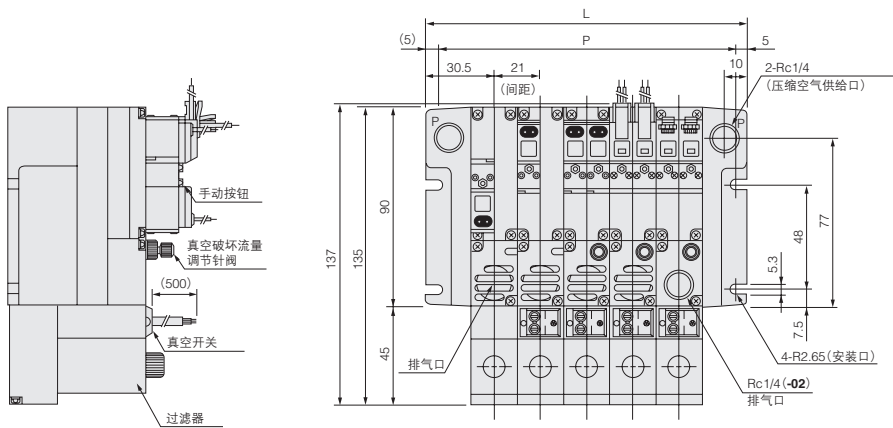 L
(5)
P
5
30.5
21
(间距)
10
2-Rc1/4
(压缩空气供给口)
P
P
手动按钮
真空破坏流量
调节针阀
(500)
真空开关
过滤器
137
135
90
45
77
48
5.3
7.5
排气口
4-R2.65(安装口)
Rc1/4(-02)
排气口